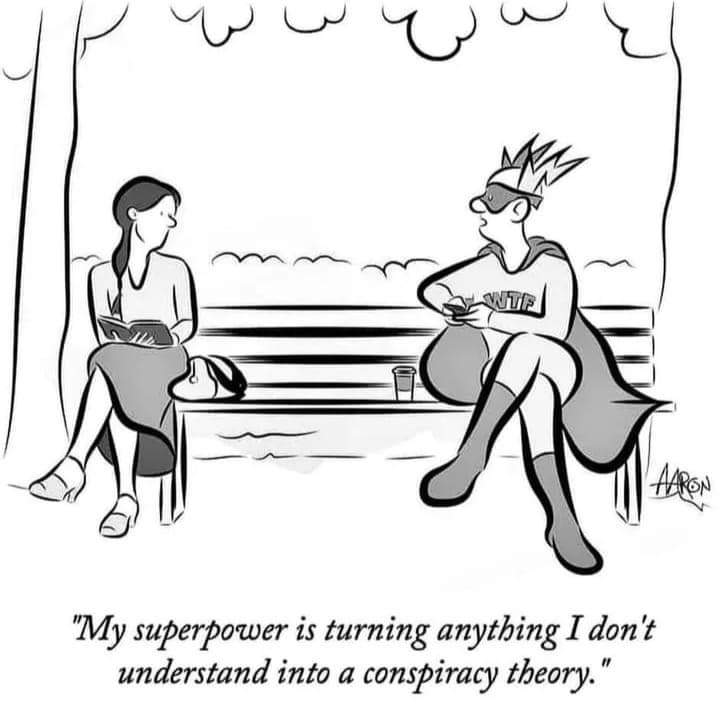 WTF
AARON
"My superpower is turning anything I don't
understand into a conspiracy theory."